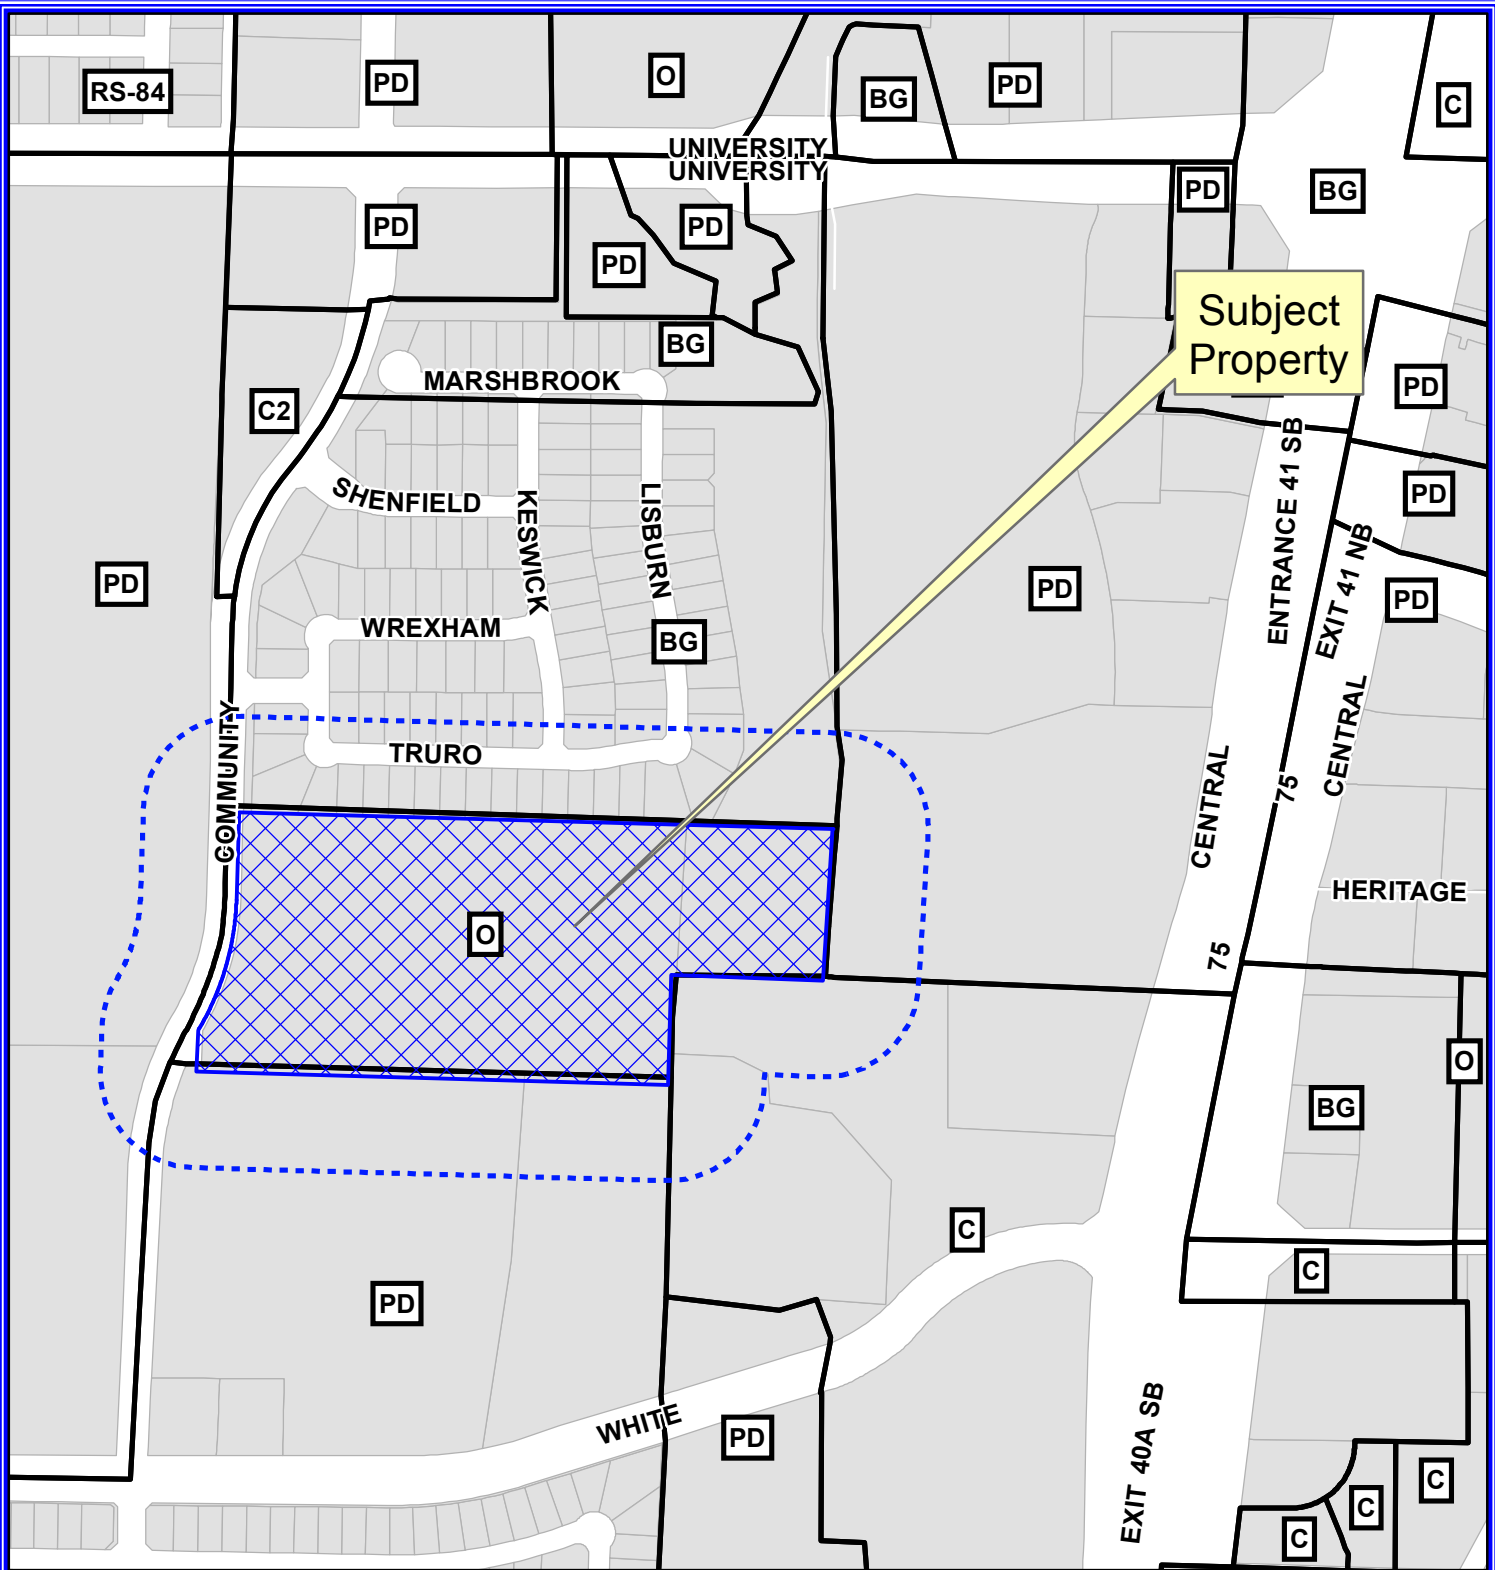 RS-84
PD
O
BG
PD
C
UNIVERSITY
UNIVERSITY
PD
BG
PD
PD
PD
Subject
Property
BG
MARSHBROOK
PD
C2
SHENFIELD
KESWICK
LISBURN
ENTRANCE 41 SB
PD
EXIT 41 NB
PD
PD
PD
WREXHAM
BG
COMMUNITY
TRURO
CENTRAL
75
CENTRAL
HERITAGE
O
75
O
BG
C
C
PD
WHITE
PD
EXIT 40A SB
C
C
C